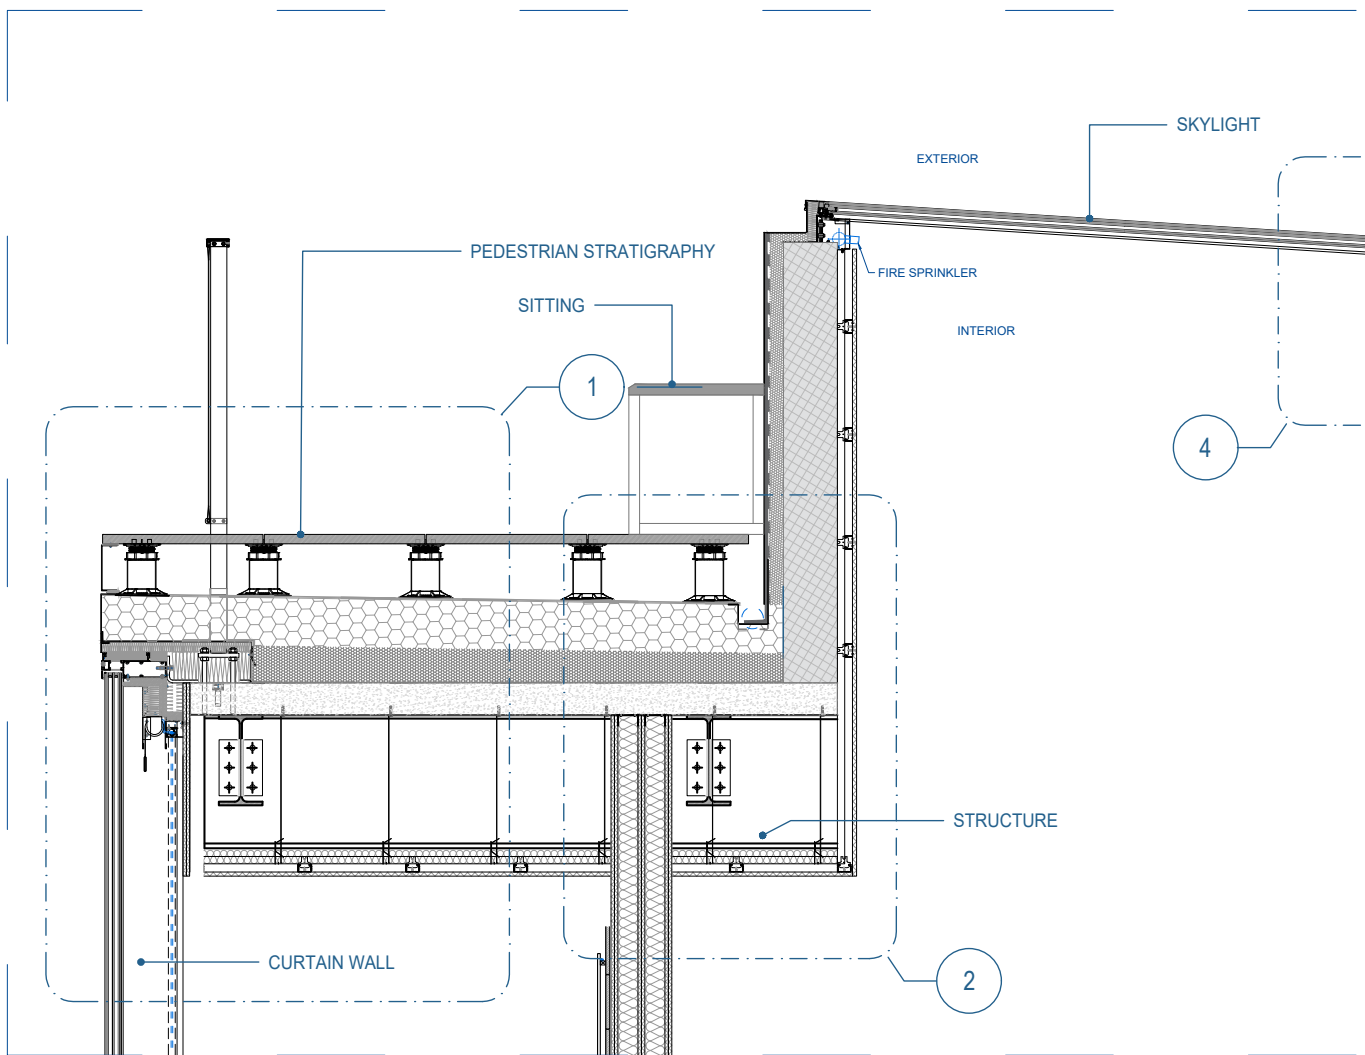 SKYLIGHT
EXTERIOR
PEDESTRIAN STRATIGRAPHY
FIRE SPRINKLER
SITTING
INTERIOR
1
4
STRUCTURE
CURTAIN WALL
2